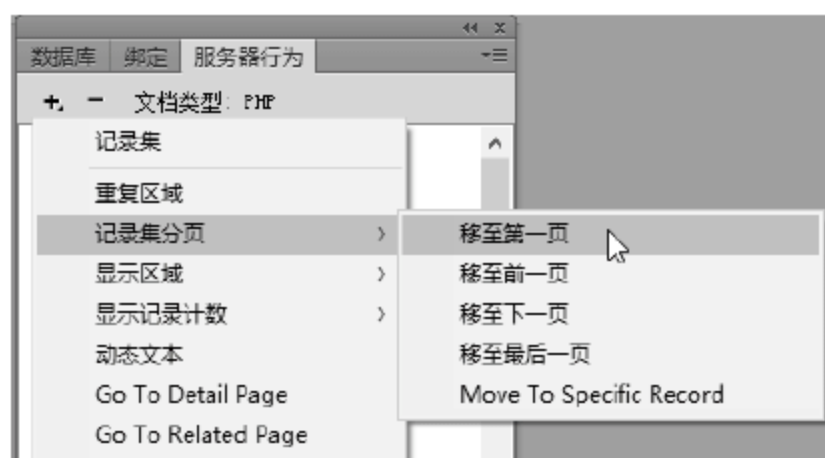 数据库 绑定 服务器行为
文档类型: PHP
记录集
重复区域
记录集分页
显示区域
显示记录计数
动态文本
Go To Detail Page
Go To Related Page
移至第一页
移至前一页
移至下一页
移至最后一页
Move To Specific Record